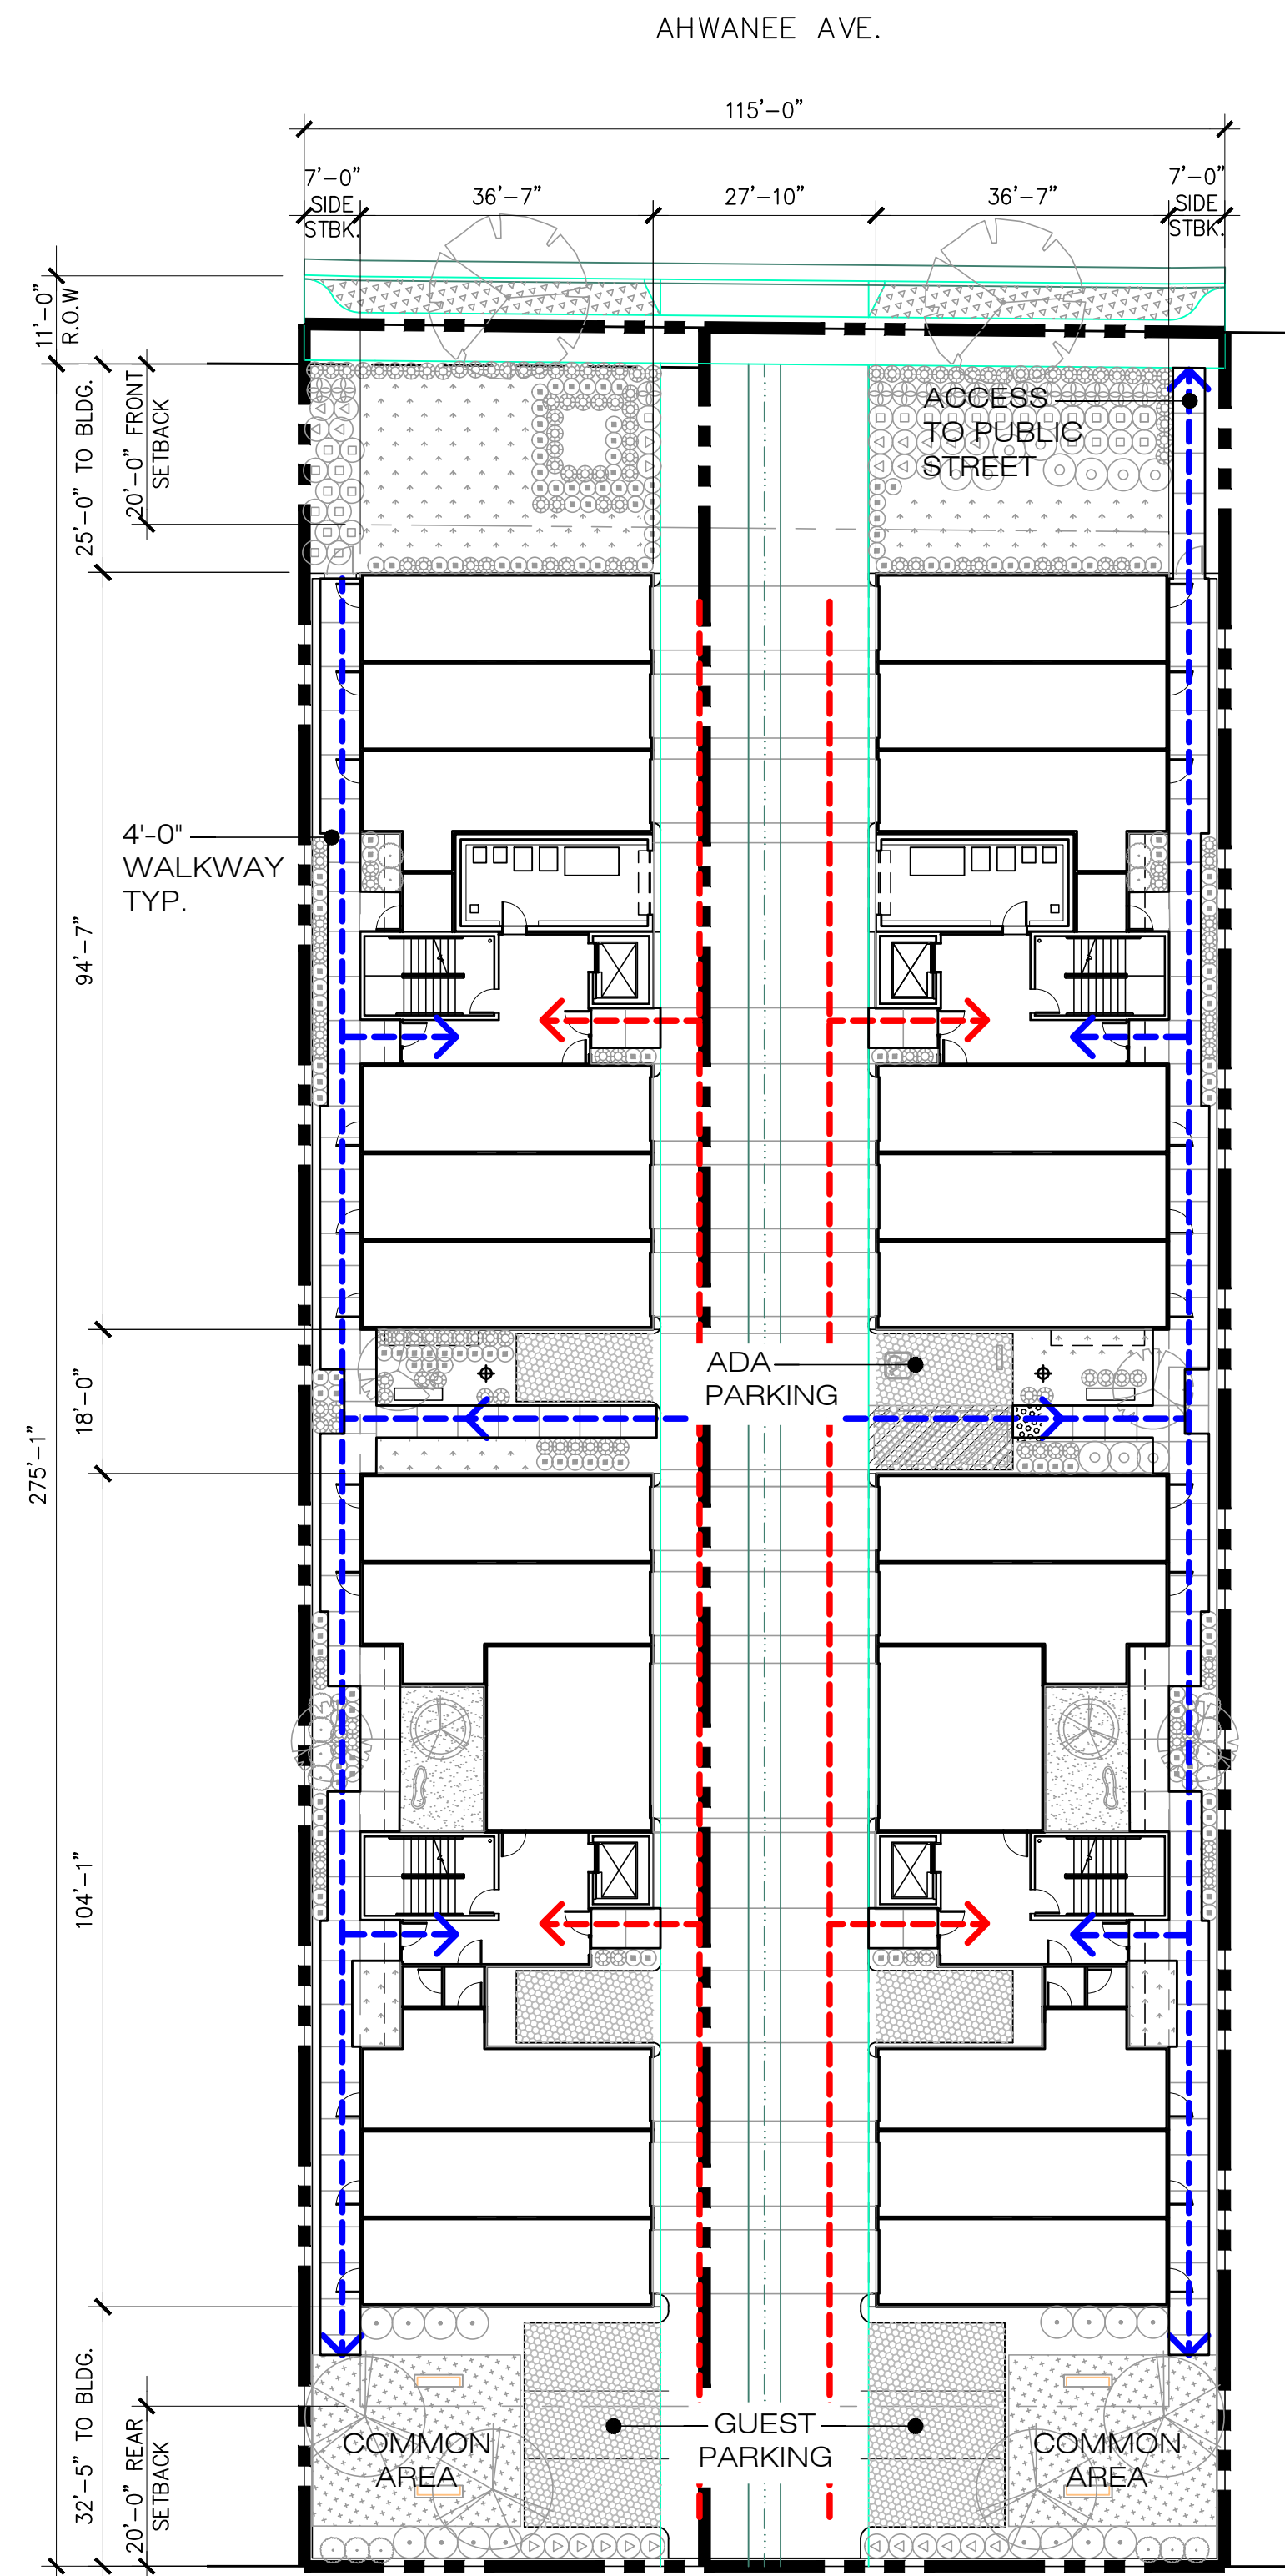 AHWANEE AVE.
115'-0"
7'-0"
SIDE
STBK.
36'-7"
27'-10"
36'-7"
7'-0"
SIDE
STBK.
11'-0"
R.O.W
25'-0" TO BLDG.
20'-0" FRONT
SETBACK
ACCESS
TO PUBLIC
STREET
4'-0"
WALKWAY
TYP.
94'-7"
ADA
PARKING
18'-0"
275'-1"
104'-1"
32'-5" TO BLDG.
20'-0" REAR
SETBACK
COMMON
AREA
GUEST
PARKING
COMMON
AREA